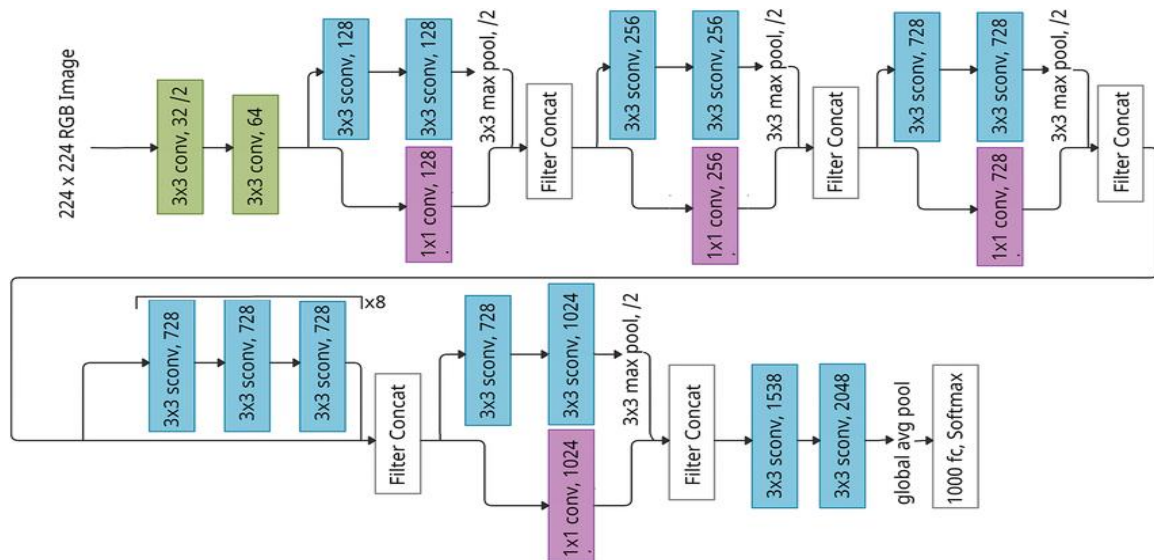 224 x 224 RGB Image
3x3 conv, 32 /2
3x3 conv, 64
3x3 sconv, 128
3x3 sconv, 128
3x3 max pool, /2
1x1 conv, 128
Filter Concat
3x3 sconv, 256
3x3 sconv, 256
3x3 max pool, /2
1x1 conv, 256
Filter Concat
3x3 sconv, 728
3x3 sconv, 728
3x3 max pool, /2
1x1 conv, 728
Filter Concat
3x3 sconv, 728
3x3 sconv, 728
3x3 sconv, 728
x8
Filter Concat
3x3 sconv, 728
3x3 sconv, 1024
3x3 max pool, /2
1x1 conv, 1024
Filter Concat
3x3 sconv, 1538
3x3 sconv, 2048
global avg pool
1000 fc, Softmax